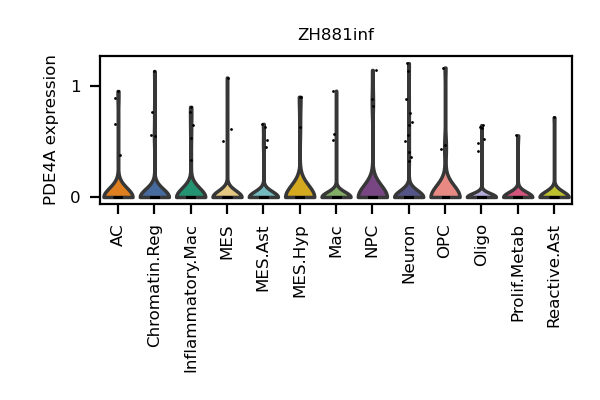 ZH881inf
PDE4A expression
1
0
AC
Chromatin.Reg
Inflammatory.Mac
MES
MES.Ast
MES.Hyp
Mac
NPC
Neuron
OPC
Oligo
Prolif.Metab
Reactive.Ast